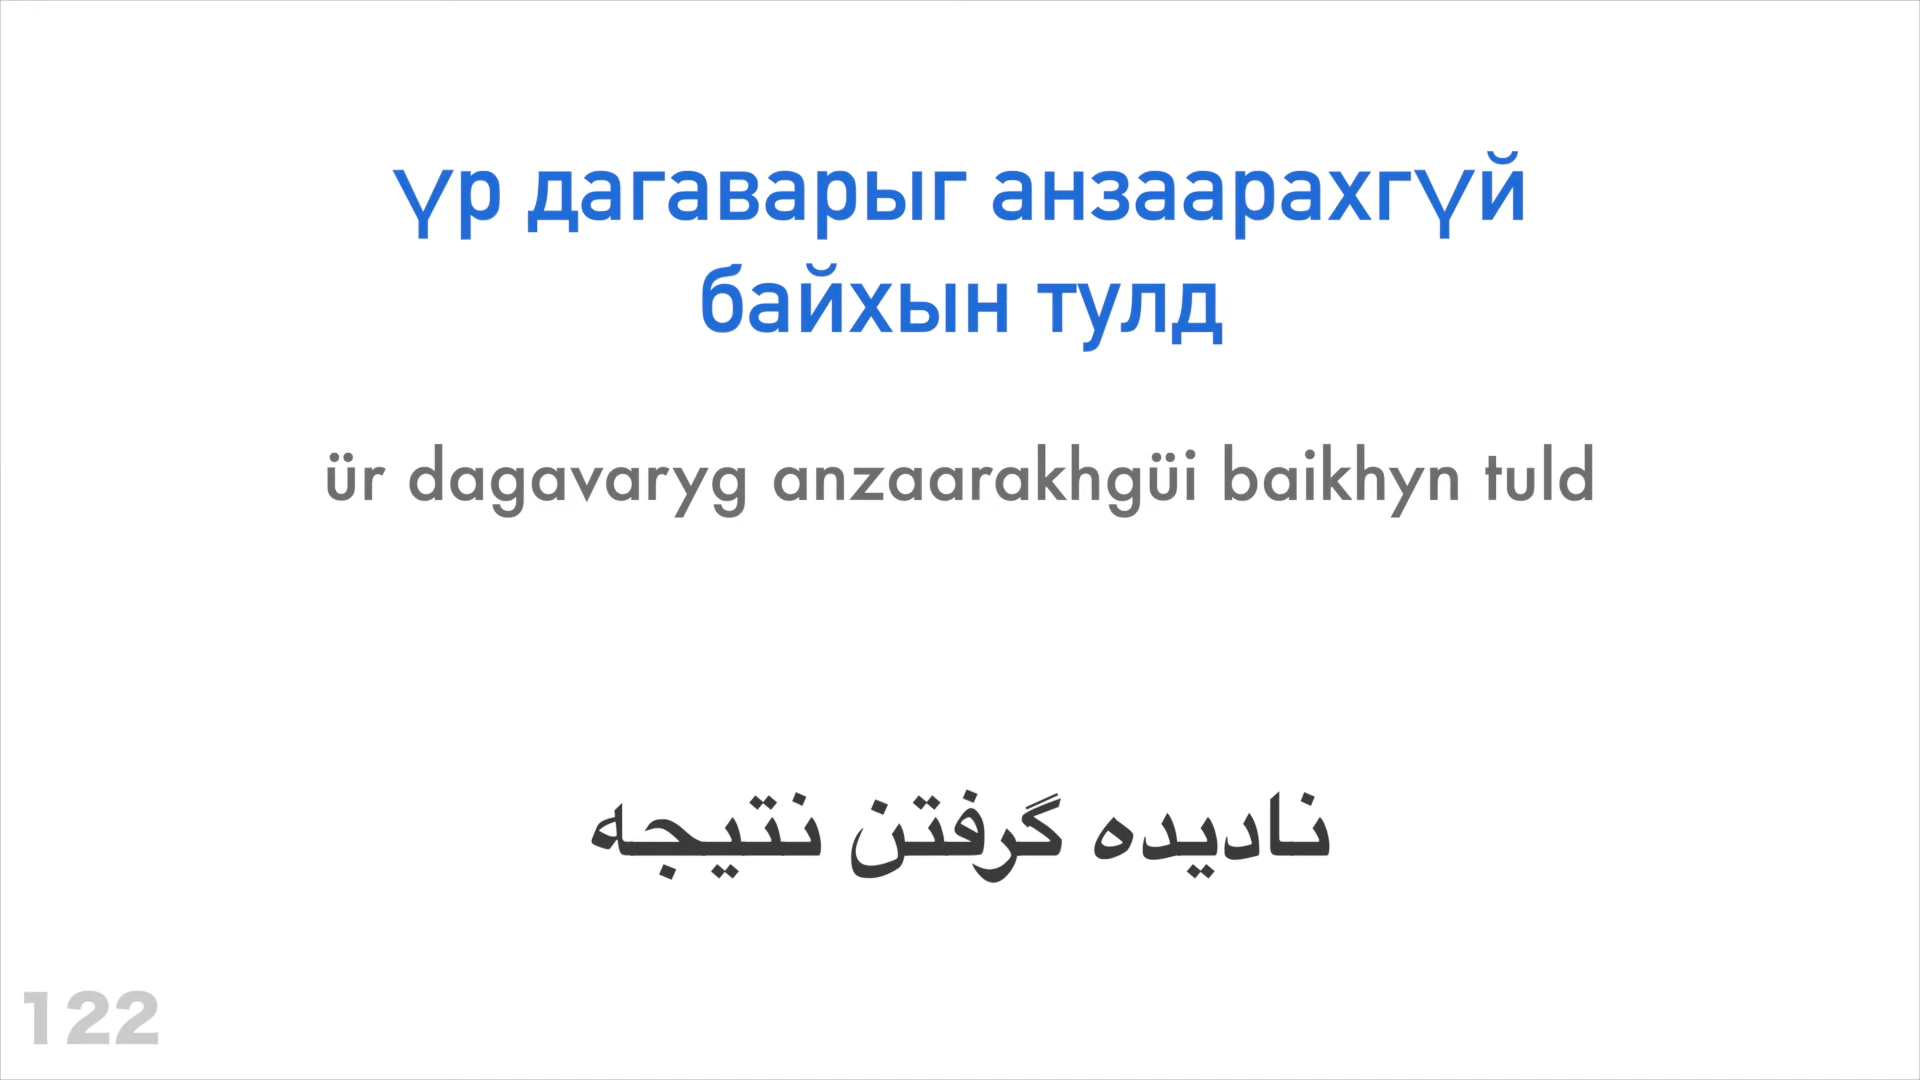 үр дагаварыг анзаарахгүй
байхын тулд
ür dagavaryg anzaarakhgüi baikhyn tuld
نادیده گرفتن نتیجه
122